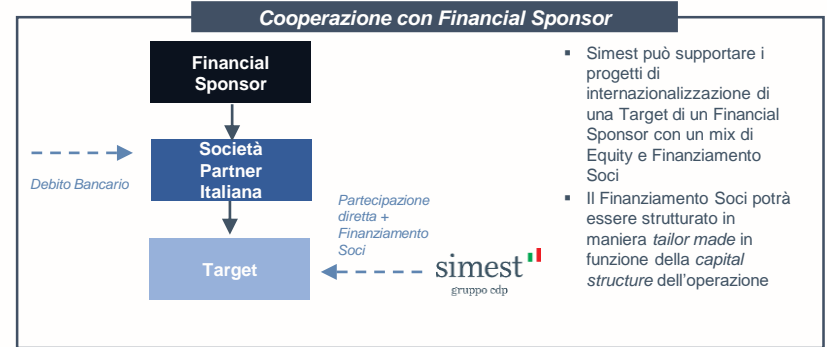 Cooperazione con Financial Sponsor
Financial
Sponsor
Società
Partner
Italiana
Debito Bancario
Partecipazione
diretta +
Finanziamento
Soci
Target
simest
gruppo cdp
▪ Simest può supportare i
progetti di
internazionalizzazione di
una Target di un Financial
Sponsor con un mix di
Equity e Finanziamento
Soci
▪ Il Finanziamento Soci potrà
essere strutturato in
maniera tailor made in
funzione della capital
structure dell'operazione